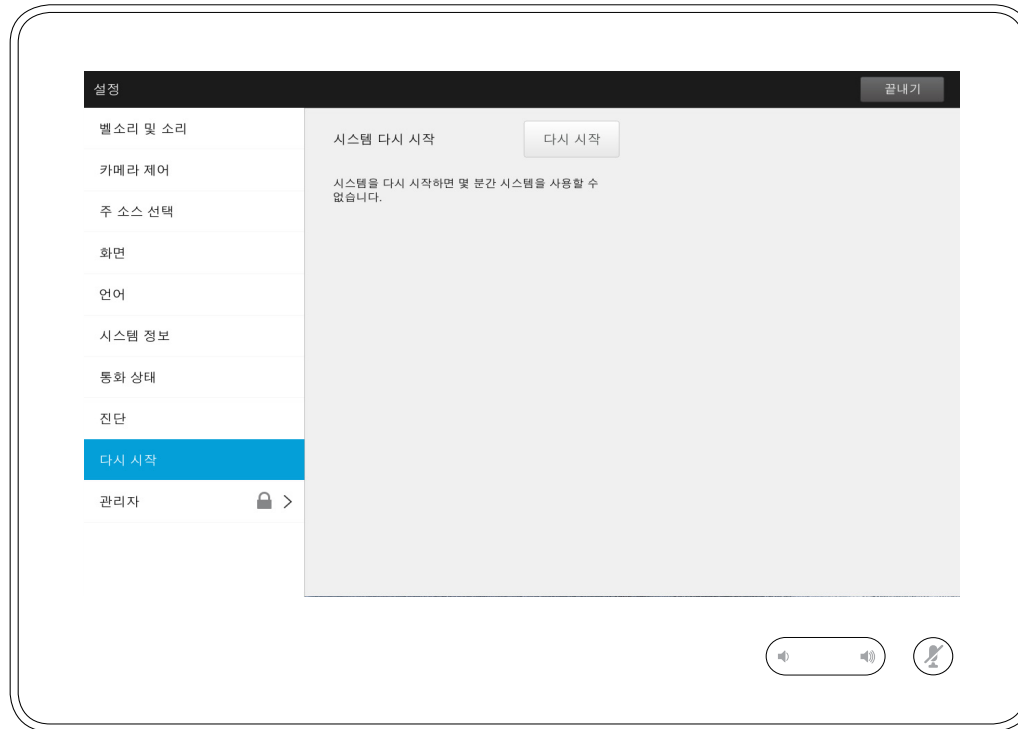 설정
끝내기
벨소리 및 소리
카메라 제어
주 소스 선택
화면
언어
시스템 정보
통화 상태
진단
다시 시작
관리자
시스템 다시 시작
다시 시작
시스템을 다시 시작하면 몇 분간 시스템을 사용할 수
없습니다.